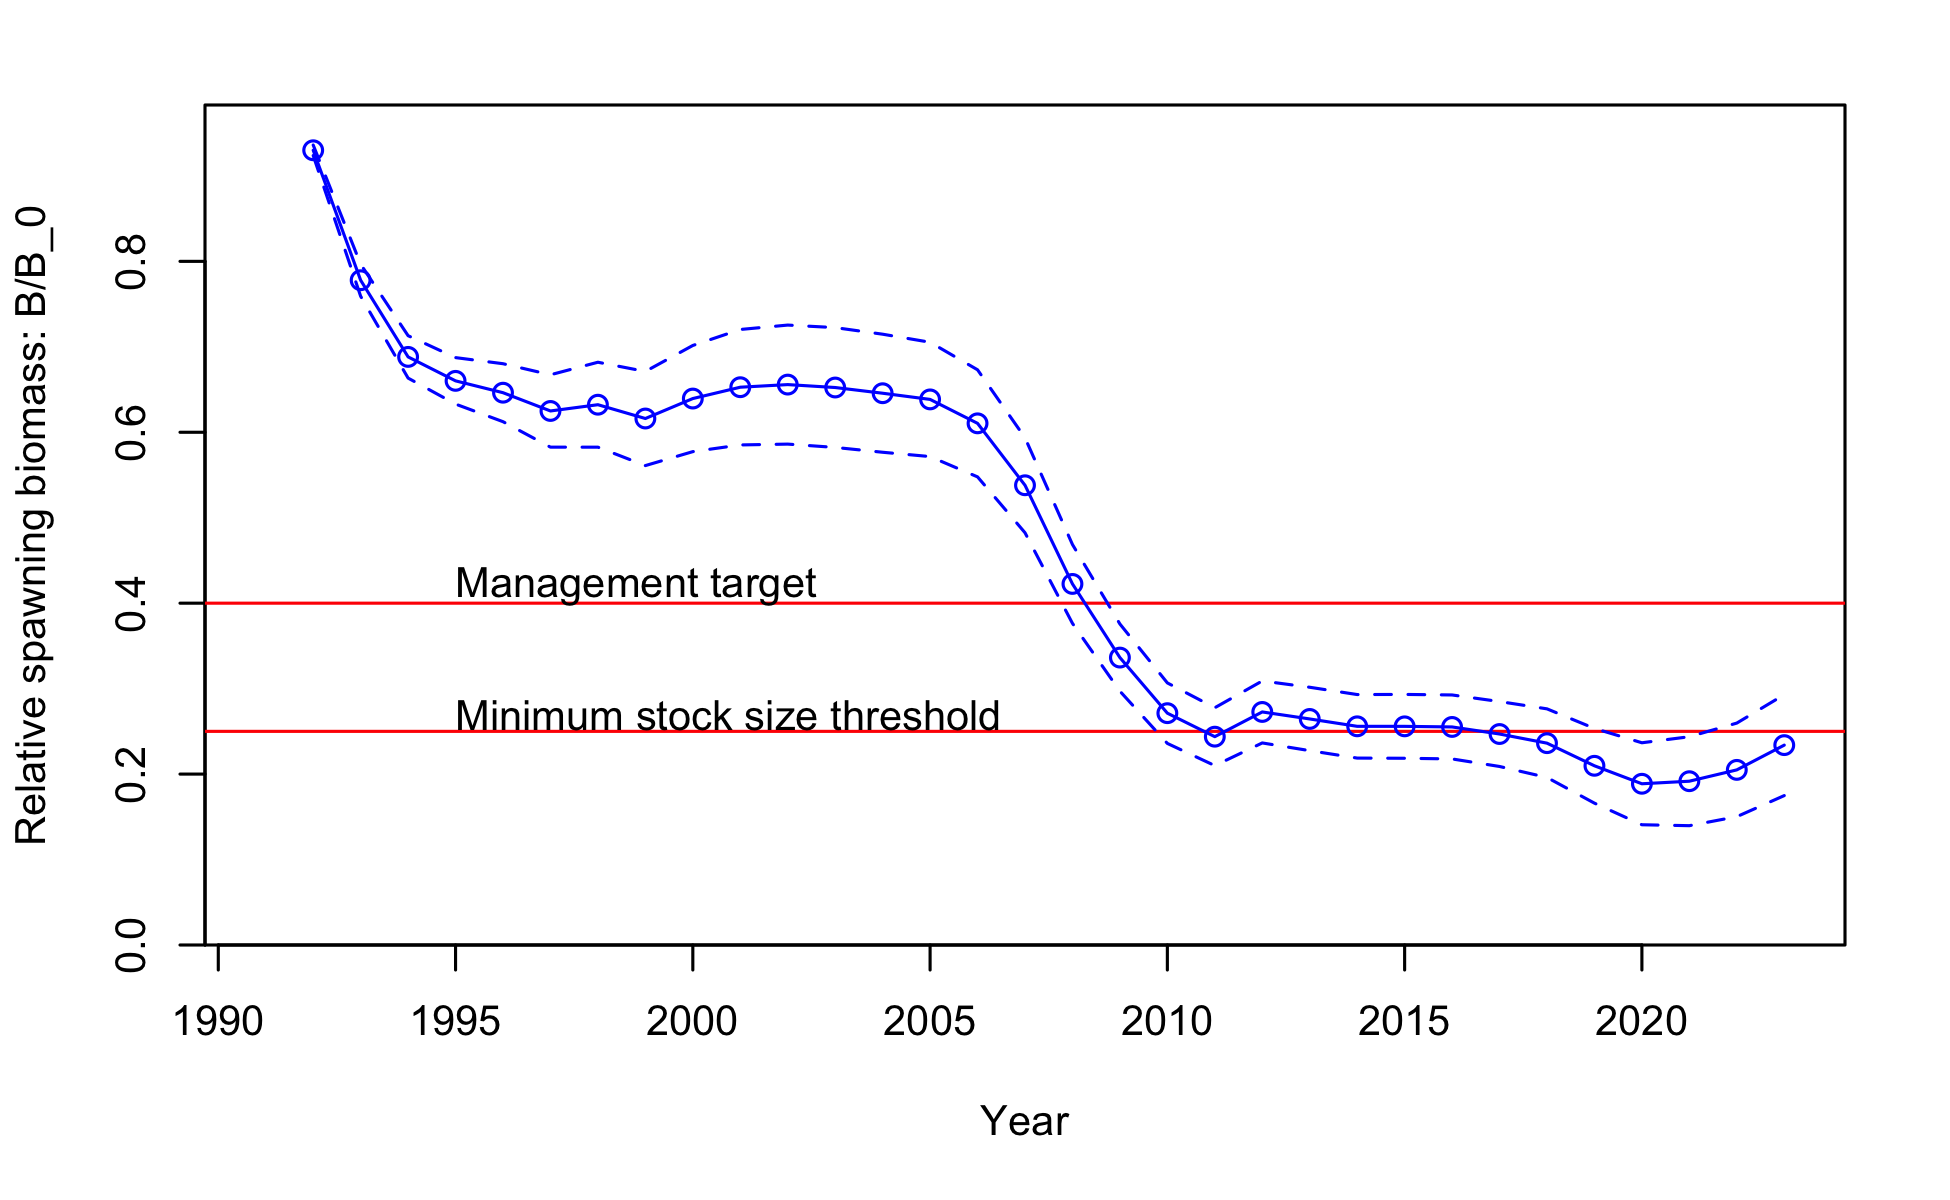 Relative spawning biomass: B/B_0
0.8
0.6
0.4
0.2
0.0
Management target
Minimum stock size threshold
1990 1995 2000 2005 2010 2015 2020
Year